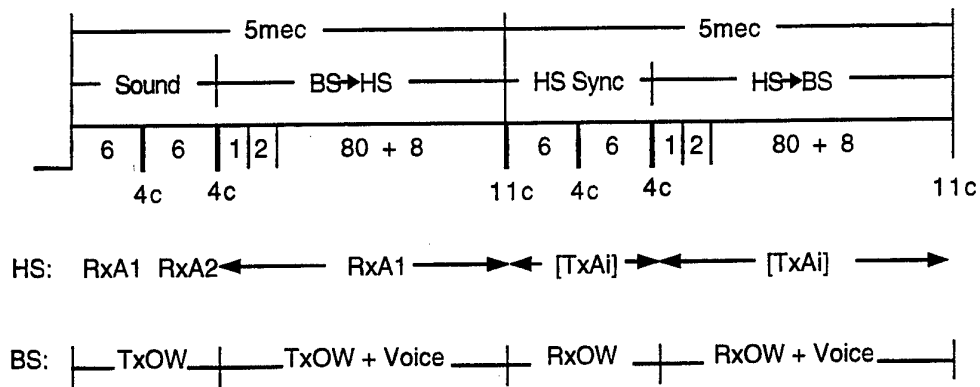 5mec 5mec
Sound BS→HS HS Sync HS→BS
6 6 1 2 80 + 8 6 6 1 2 80 + 8
4c 4c 11c 4c 4c 11c
HS: RxA1 RxA2 RxA1 [TxAi] [TxAi]
BS: TxOW TxOW + Voice RxOW RxOW + Voice